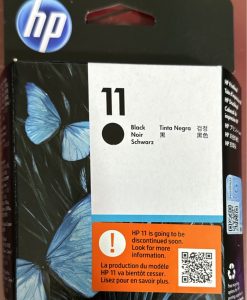 hp
11
Black Tinta Negra 검정
Noir 黒 黑色
Schwarz
!
HP 11 is going to be
discontinued soon.
Look for more
information.
La production du modèle
HP 11 va bientôt cesser.
Lisez pour en savoir plus.